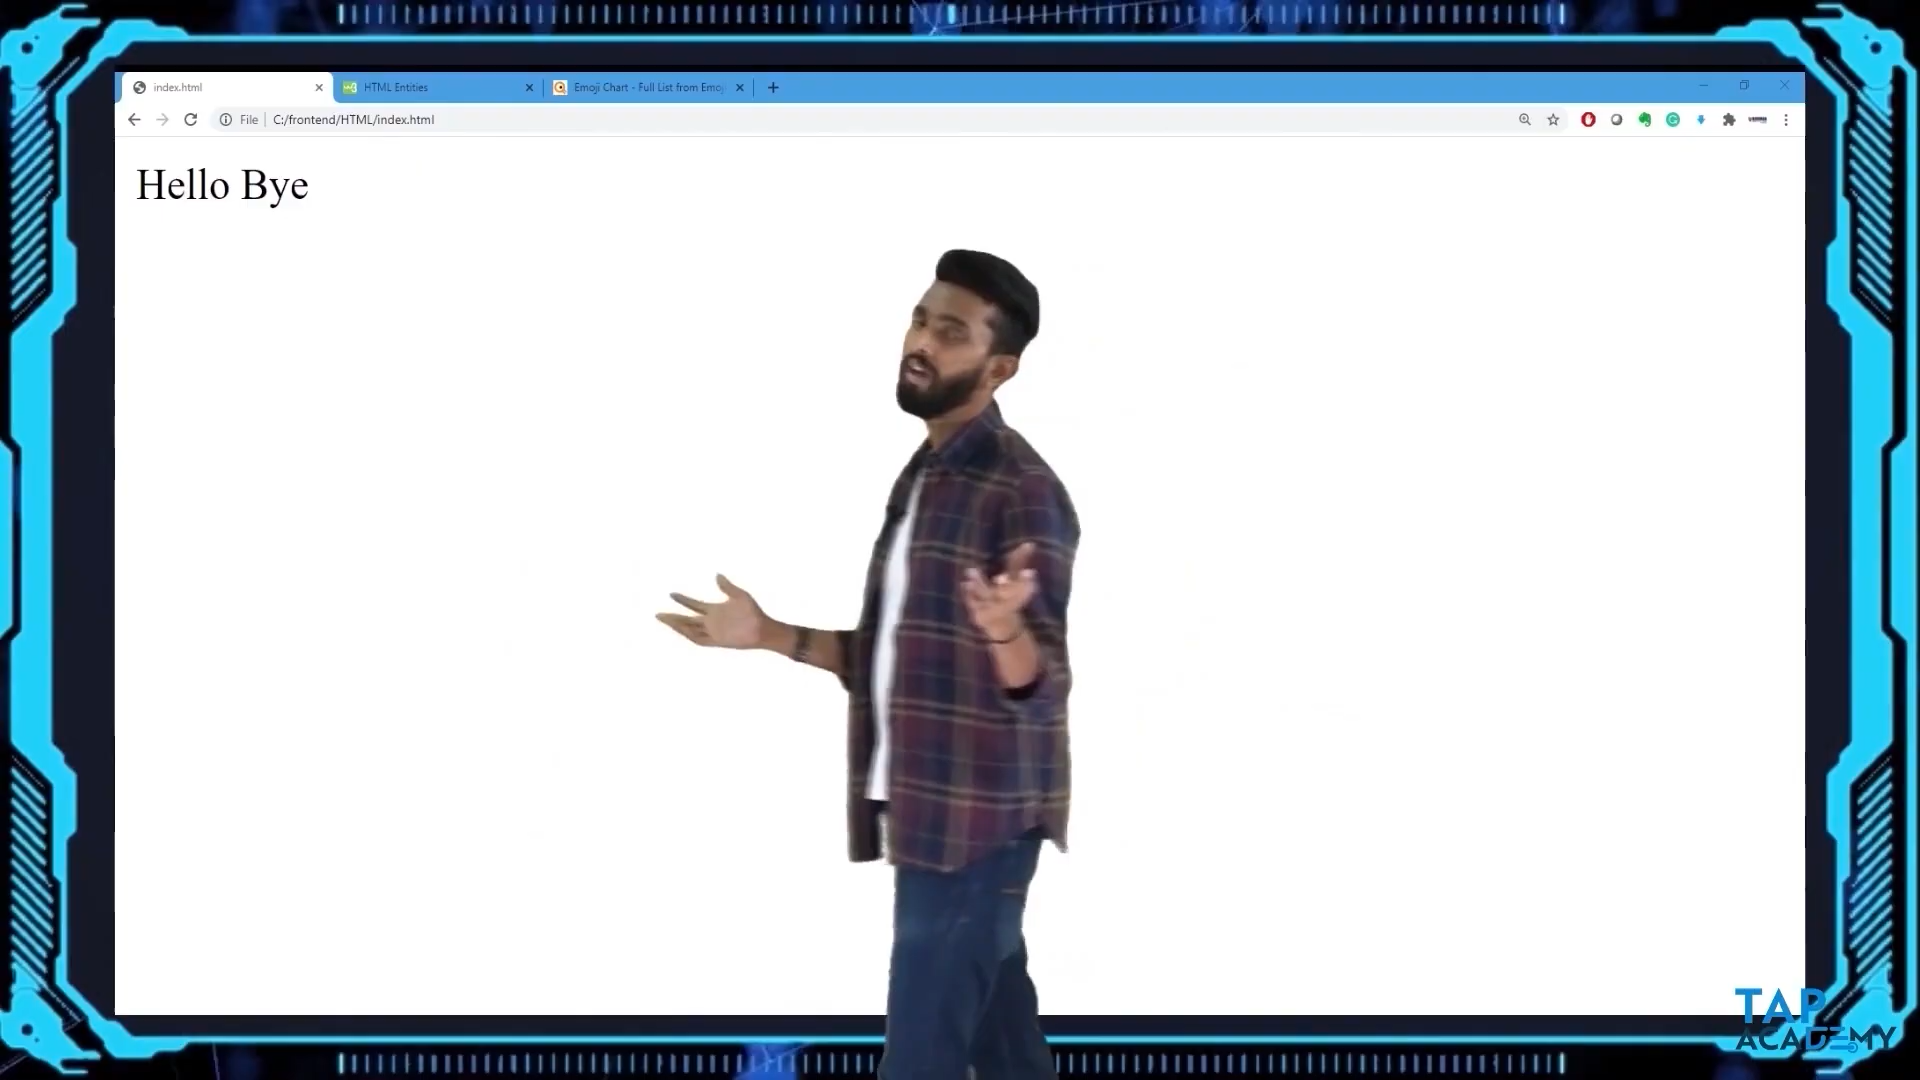 index.html
HTML Entities
Emoji Chart - Full List from Emoj
File
C:/frontend/HTML/index.html
Hello Bye
TAP
ACADEMY